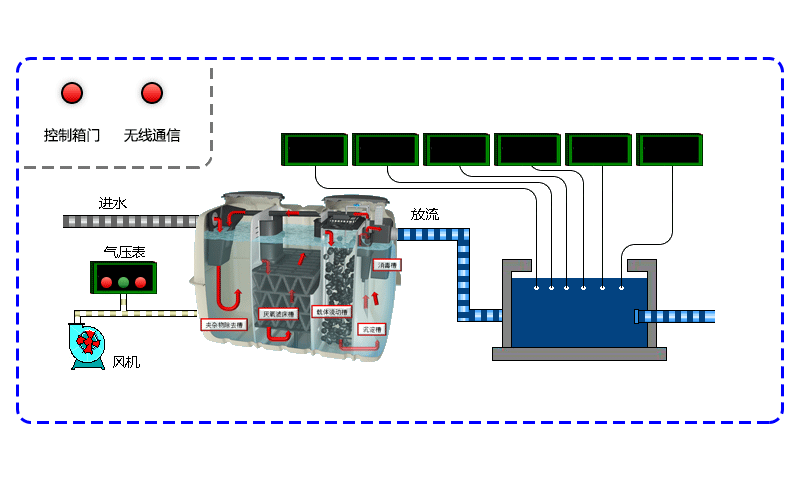 控制箱门 无线通信
进水
放流
气压表
消毒槽
厌氧滤床槽
载体流动槽
夹杂物除去槽
沉淀槽
风机